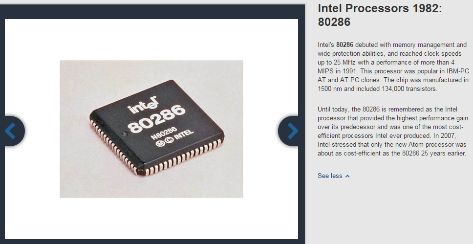 Intel Processors 1982:
80286
intel
80286
N80286
Ⓜ © INTEL
Intel's 80286 debuted with memory management and
wide protection abilities, and reached clock speeds
up to 25 MHz with a performance of more than 4
MIPS in 1991. This processor was popular in IBM-PC
AT and AT PC clones. The chip was manufactured in
1500 nm and included 134,000 transistors.
Until today, the 80286 is remembered as the Intel
processor that provided the highest performance gain
over its predecessor and was one of the most cost-
efficient processors Intel ever produced. In 2007,
Intel stressed that only the new Atom processor was
about as cost-efficient as the 80286 25 years earlier.
See less